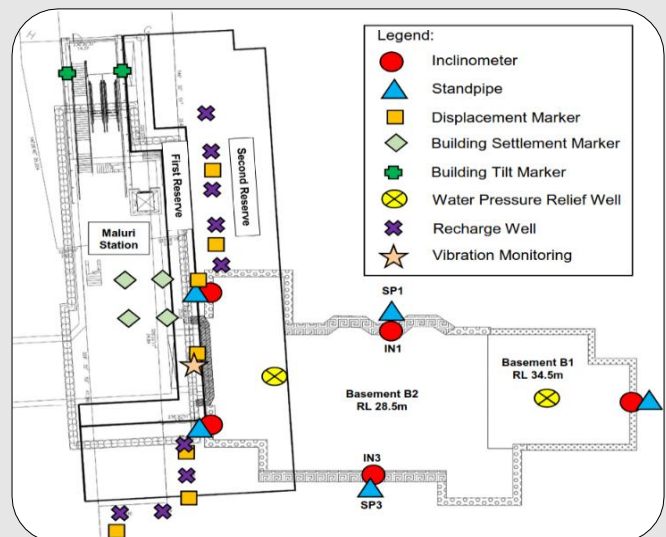 Legend:
Inclinometer
Standpipe
Displacement Marker
Building Settlement Marker
Building Tilt Marker
Water Pressure Relief Well
Recharge Well
Vibration Monitoring
First Reserve
Second Reserve
Maluri
Station
SP1
IN1
Basement B1
RL 34.5m
Basement B2
RL 28.5m
IN3
SP3